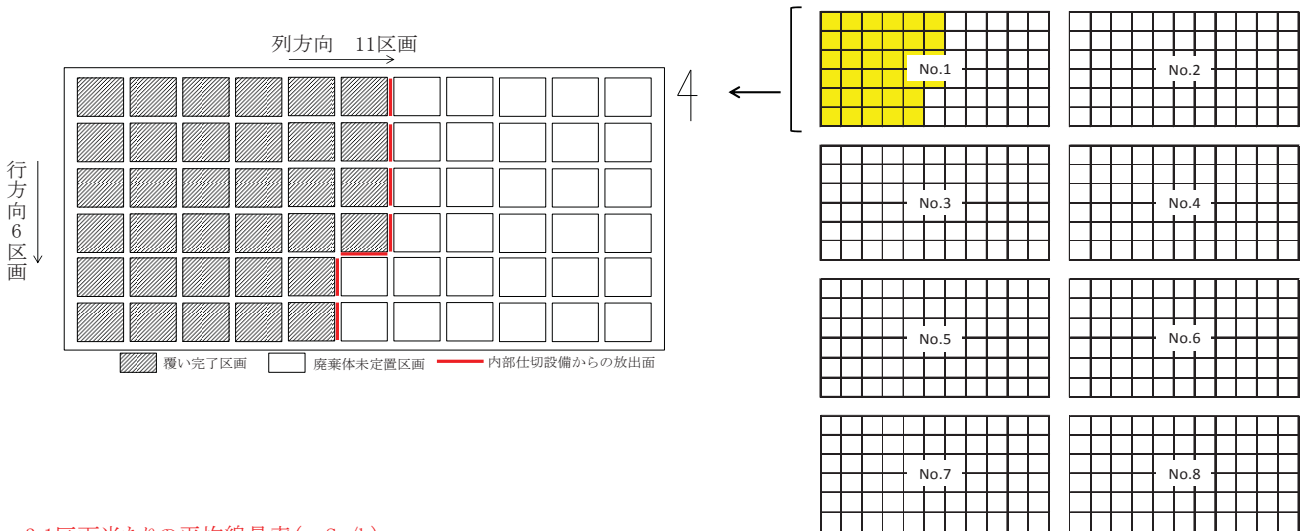 列方向 11区画
行方向6区画
4
覆い完了区画
廃棄体未定置区画
内部仕切設備からの放出面
No.1
No.2
No.3
No.4
No.5
No.6
No.7
No.8